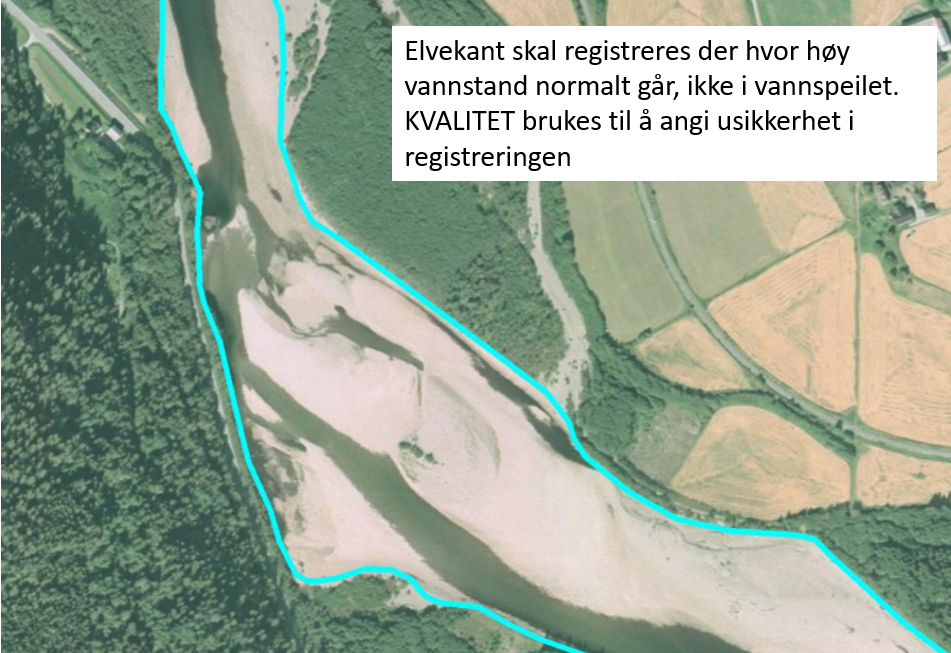 Elvekant skal registreres der hvor høy
vannstand normalt går, ikke i vannspeilet.
KVALITET brukes til å angi usikkerhet i
registreringen